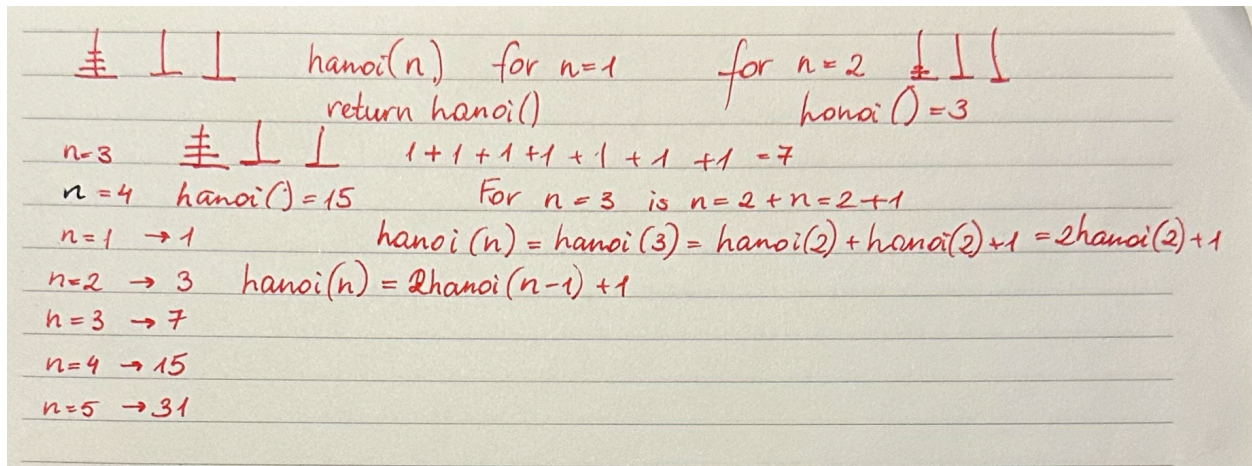 hanoi(n) for n=1 for n=2
return hanoi() honoi()=3
n=3 1+1+1+1+1+1+1=7
n=4 hanoi()=15 For n=3 is n=2+n=2+1
n=1 →1 hanoi(n)=hanoi(3)=hanoi(2)+hanoi(2)+1=2hanoi(2)+1
n=2 → 3 hanoi(n)=2hanoi(n-1)+1
n=3 →7
n=4 →15
n=5 →31